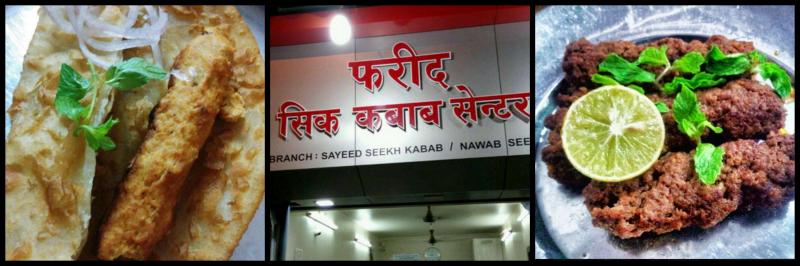 फरीद
सिक कबाब सेन्टर
BRANCH : SAYEED SEEKH KABAB / NAWAB SEE